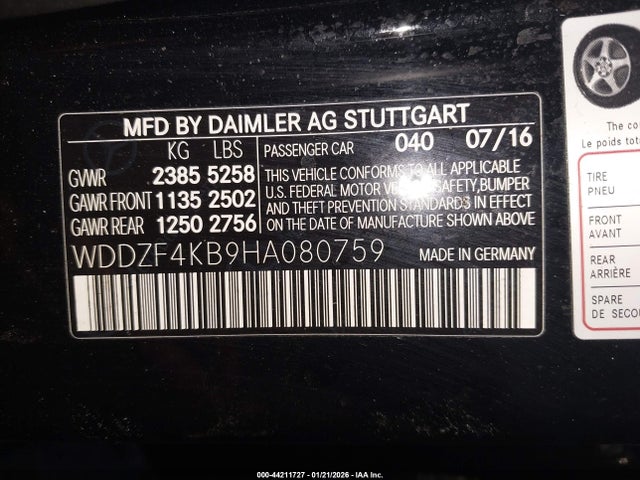 MFD BY DAIMLER AG STUTTGART
KG LBS
GVWR 2385 5258
GAWR FRONT 1135 2502
GAWR REAR 1250 2756
PASSENGER CAR 040 07/16
THIS VEHICLE CONFORMS TO ALL APPLICABLE
U.S. FEDERAL MOTOR VEHICLE SAFETY, BUMPER
AND THEFT PREVENTION STANDARDS IN EFFECT
ON THE DATE OF MANUFACTURE SHOWN ABOVE.
WDDZF4KB9HA080759
MADE IN GERMANY
The co
Le poids tot
TIRE
PNEU
FRONT
AVANT
REAR
ARRIÈRE
SPARE
DE SECOU
000-44211727 - 01/21/2026 - IAA Inc.